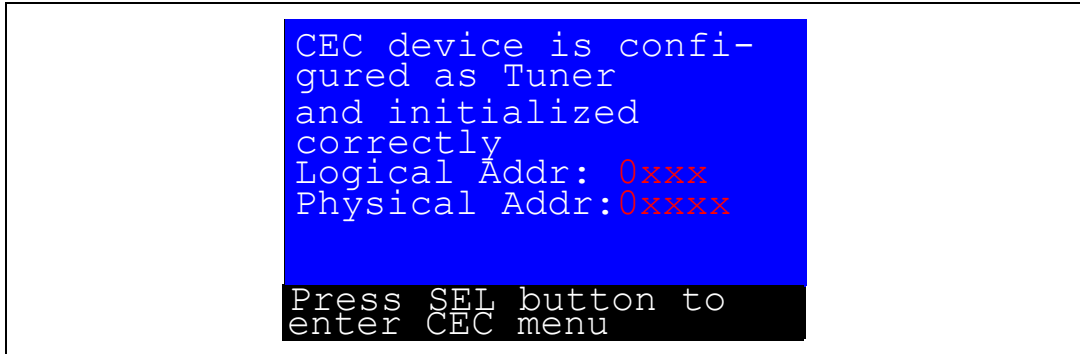 CEC device is confi-
gured as Tuner
and initialized
correctly
Logical Addr: 0xxx
Physical Addr:0xxxx
Press SEL button to
enter CEC menu